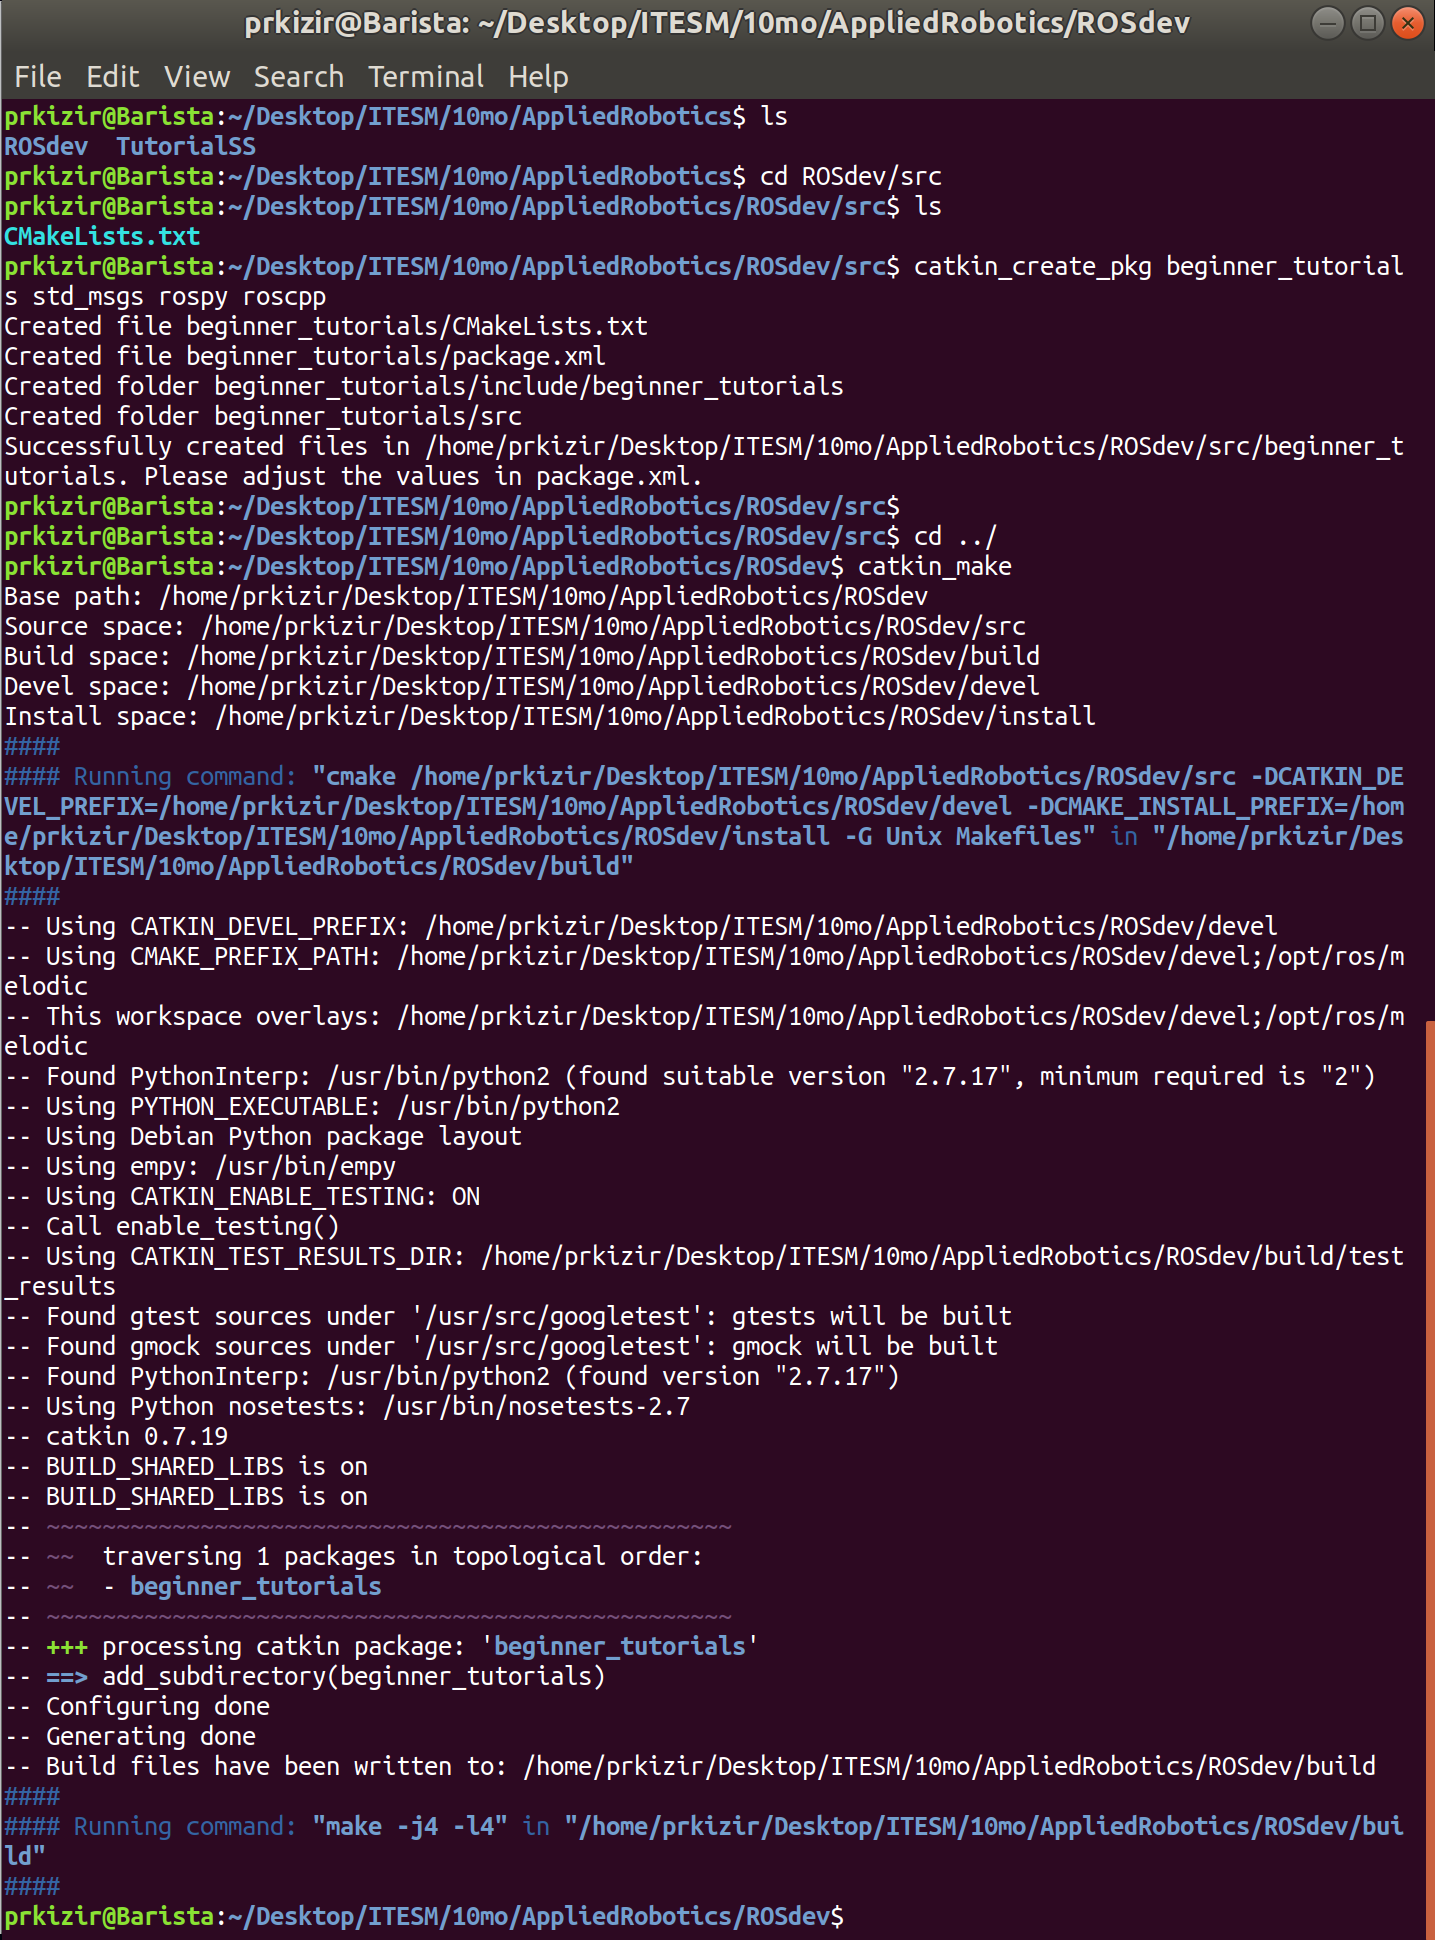 prkizir@Barista: ~/Desktop/ITESM/10mo/AppliedRobotics/ROSdev
File Edit View Search Terminal Help
prkizir@Barista:~/Desktop/ITESM/10mo/AppliedRobotics$ ls
ROSdev  TutorialSS
prkizir@Barista:~/Desktop/ITESM/10mo/AppliedRobotics$ cd ROSdev/src
prkizir@Barista:~/Desktop/ITESM/10mo/AppliedRobotics/ROSdev/src$ ls
CMakeLists.txt
prkizir@Barista:~/Desktop/ITESM/10mo/AppliedRobotics/ROSdev/src$ catkin_create_pkg beginner_tutorial
s std_msgs rospy roscpp
Created file beginner_tutorials/CMakeLists.txt
Created file beginner_tutorials/package.xml
Created folder beginner_tutorials/include/beginner_tutorials
Created folder beginner_tutorials/src
Successfully created files in /home/prkizir/Desktop/ITESM/10mo/AppliedRobotics/ROSdev/src/beginner_t
utorials. Please adjust the values in package.xml.
prkizir@Barista:~/Desktop/ITESM/10mo/AppliedRobotics/ROSdev/src$
prkizir@Barista:~/Desktop/ITESM/10mo/AppliedRobotics/ROSdev/src$ cd ../
prkizir@Barista:~/Desktop/ITESM/10mo/AppliedRobotics/ROSdev$ catkin_make
Base path: /home/prkizir/Desktop/ITESM/10mo/AppliedRobotics/ROSdev
Source space: /home/prkizir/Desktop/ITESM/10mo/AppliedRobotics/ROSdev/src
Build space: /home/prkizir/Desktop/ITESM/10mo/AppliedRobotics/ROSdev/build
Devel space: /home/prkizir/Desktop/ITESM/10mo/AppliedRobotics/ROSdev/devel
Install space: /home/prkizir/Desktop/ITESM/10mo/AppliedRobotics/ROSdev/install
####
#### Running command: "cmake /home/prkizir/Desktop/ITESM/10mo/AppliedRobotics/ROSdev/src -DCATKIN_DE
VEL_PREFIX=/home/prkizir/Desktop/ITESM/10mo/AppliedRobotics/ROSdev/devel -DCMAKE_INSTALL_PREFIX=/hom
e/prkizir/Desktop/ITESM/10mo/AppliedRobotics/ROSdev/install -G Unix Makefiles" in "/home/prkizir/Des
ktop/ITESM/10mo/AppliedRobotics/ROSdev/build"
####
-- Using CATKIN_DEVEL_PREFIX: /home/prkizir/Desktop/ITESM/10mo/AppliedRobotics/ROSdev/devel
-- Using CMAKE_PREFIX_PATH: /home/prkizir/Desktop/ITESM/10mo/AppliedRobotics/ROSdev/devel;/opt/ros/m
elodic
-- This workspace overlays: /home/prkizir/Desktop/ITESM/10mo/AppliedRobotics/ROSdev/devel;/opt/ros/m
elodic
-- Found PythonInterp: /usr/bin/python2 (found suitable version "2.7.17", minimum required is "2")
-- Using PYTHON_EXECUTABLE: /usr/bin/python2
-- Using Debian Python package layout
-- Using empy: /usr/bin/empy
-- Using CATKIN_ENABLE_TESTING: ON
-- Call enable_testing()
-- Using CATKIN_TEST_RESULTS_DIR: /home/prkizir/Desktop/ITESM/10mo/AppliedRobotics/ROSdev/build/test
_results
-- Found gtest sources under '/usr/src/googletest': gtests will be built
-- Found gmock sources under '/usr/src/googletest': gmock will be built
-- Found PythonInterp: /usr/bin/python2 (found version "2.7.17")
-- Using Python nosetests: /usr/bin/nosetests-2.7
-- catkin 0.7.19
-- BUILD_SHARED_LIBS is on
-- BUILD_SHARED_LIBS is on
-- ~~~~~~~~~~~~~~~~~~~~~~~~~~~~~~~~~~~~~~~~~~~~~~~~~
-- ~~  traversing 1 packages in topological order:
-- ~~  - beginner_tutorials
-- ~~~~~~~~~~~~~~~~~~~~~~~~~~~~~~~~~~~~~~~~~~~~~~~~~
-- +++ processing catkin package: 'beginner_tutorials'
-- ==> add_subdirectory(beginner_tutorials)
-- Configuring done
-- Generating done
-- Build files have been written to: /home/prkizir/Desktop/ITESM/10mo/AppliedRobotics/ROSdev/build
####
#### Running command: "make -j4 -l4" in "/home/prkizir/Desktop/ITESM/10mo/AppliedRobotics/ROSdev/bui
ld"
####
prkizir@Barista:~/Desktop/ITESM/10mo/AppliedRobotics/ROSdev$